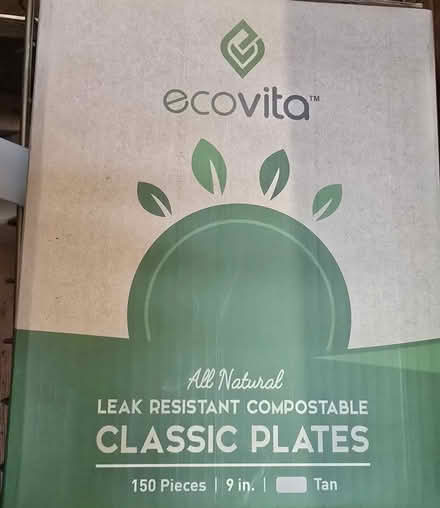 ecovita™
All Natural
LEAK RESISTANT COMPOSTABLE
CLASSIC PLATES
150 Pieces | 9 in. | Tan